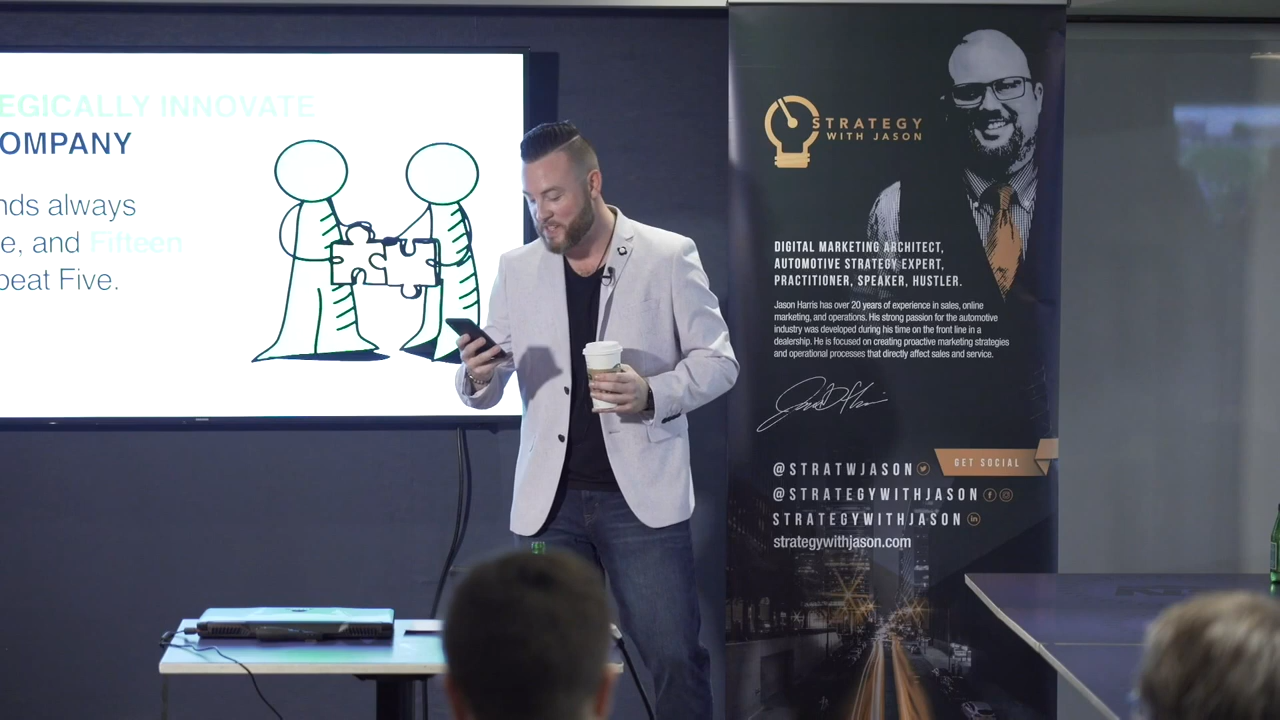 EGICALLY INNOVATE
OMPANY
nds always
e, and Fifteen
peat Five.
STRATEGY
WITH JASON
DIGITAL MARKETING ARCHITECT,
AUTOMOTIVE STRATEGY EXPERT,
PRACTITIONER, SPEAKER, HUSTLER.
Jason Harris has over 20 years of experience in sales, online
marketing, and operations. His strong passion for the automotive
industry was developed during his time on the front line in a
dealership. He is focused on creating proactive marketing strategies
and operational processes that directly affect sales and service.
GET SOCIAL
@STRATWJASON
@STRATEGYWITHJASON
STRATEGYWITHJASON
strategywithjason.com